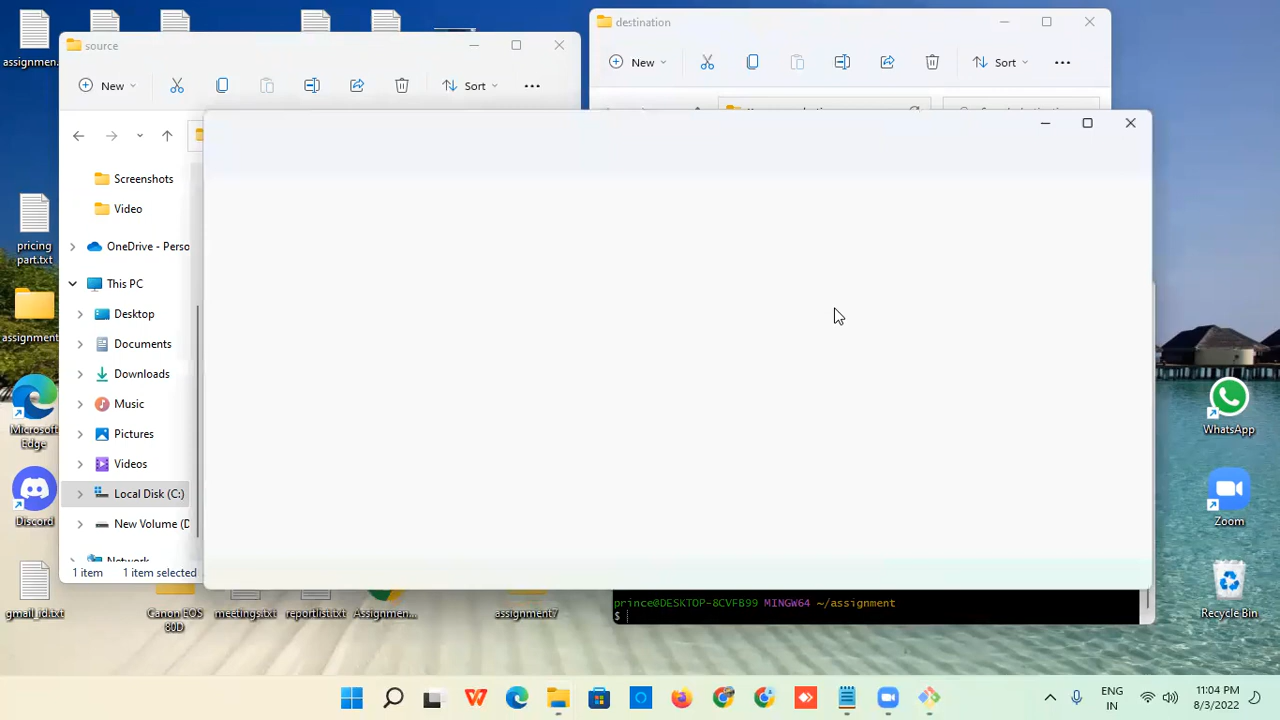 assignmen.
source
New
Sort
destination
New
Sort
Screenshots
Video
OneDrive - Perso
This PC
Desktop
Documents
Downloads
Music
Pictures
Videos
Local Disk (C:)
New Volume (D
Network
1 item
1 item selected
pricing
part.txt
assignment
Microsoft
Edge
Discord
gmail_id.txt
Canon EOS
80D
meetings.txt
reportlist.txt
Assignmen...
assignment7
prince@DESKTOP-8CVFB99 MINGW64 ~/assignment
$
WhatsApp
Zoom
Recycle Bin
ENG
IN
11:04 PM
8/3/2022